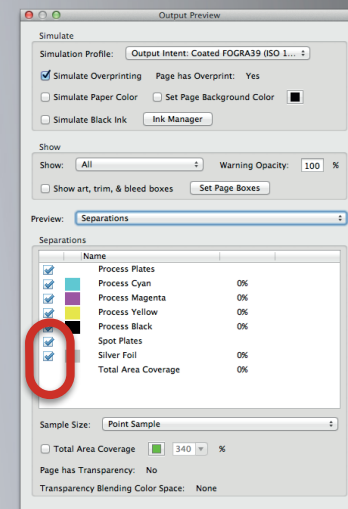 Output Preview
Simulate
Simulation Profile: Output Intent: Coated FOGRA39 (ISO 1...
Simulate Overprinting Page has Overprint: Yes
Simulate Paper Color Set Page Background Color
Simulate Black Ink Ink Manager
Show
Show: All Warning Opacity: 100 %
Show art, trim, & bleed boxes Set Page Boxes
Preview: Separations
Separations
Name
Process Plates
Process Cyan 0%
Process Magenta 0%
Process Yellow 0%
Process Black 0%
Spot Plates
Silver Foil 0%
Total Area Coverage 0%
Sample Size: Point Sample
Total Area Coverage 340 %
Page has Transparency: No
Transparency Blending Color Space: None